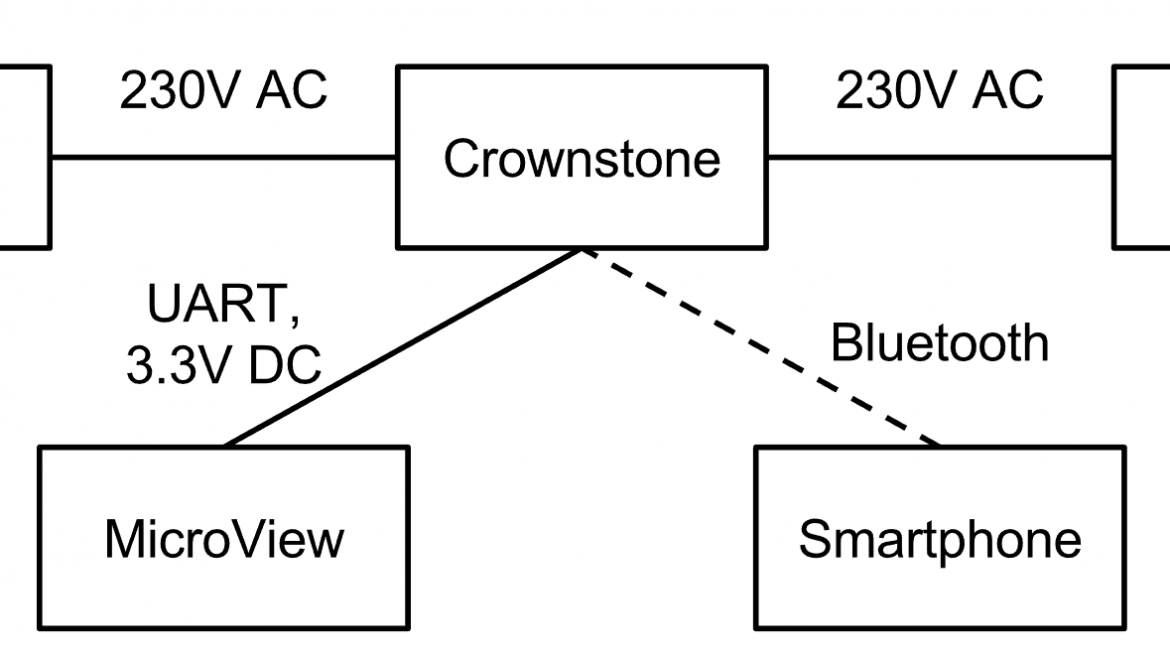 230V AC
230V AC
Crownstone
UART,
3.3V DC
Bluetooth
MicroView
Smartphone